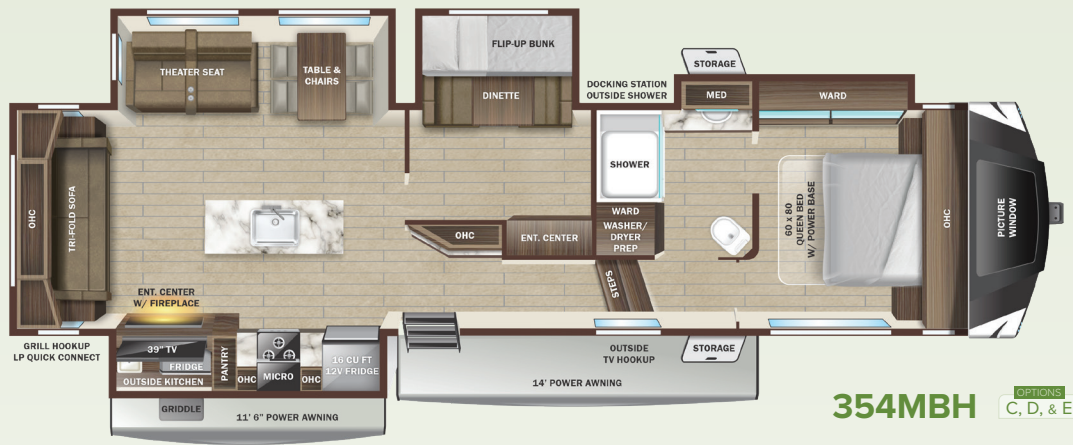 THEATER SEAT
TABLE &
CHAIRS
FLIP-UP BUNK
DINETTE
DOCKING STATION
OUTSIDE SHOWER
STORAGE
MED
WARD
SHOWER
WARD
WASHER/
DRYER
PREP
OHC
TRI-FOLD SOFA
OHC
ENT. CENTER
STEPS
60 x 80
QUEEN BED
W/ POWER BASE
OHC
PICTURE
WINDOW
ENT. CENTER
W/ FIREPLACE
GRILL HOOKUP
LP QUICK CONNECT
39" TV
FRIDGE
OUTSIDE KITCHEN
PANTRY
OHC
MICRO
OHC
16 CU FT
12V FRIDGE
GRIDDLE
11' 6" POWER AWNING
14' POWER AWNING
OUTSIDE
TV HOOKUP
STORAGE
354MBH
OPTIONS
C, D, & E